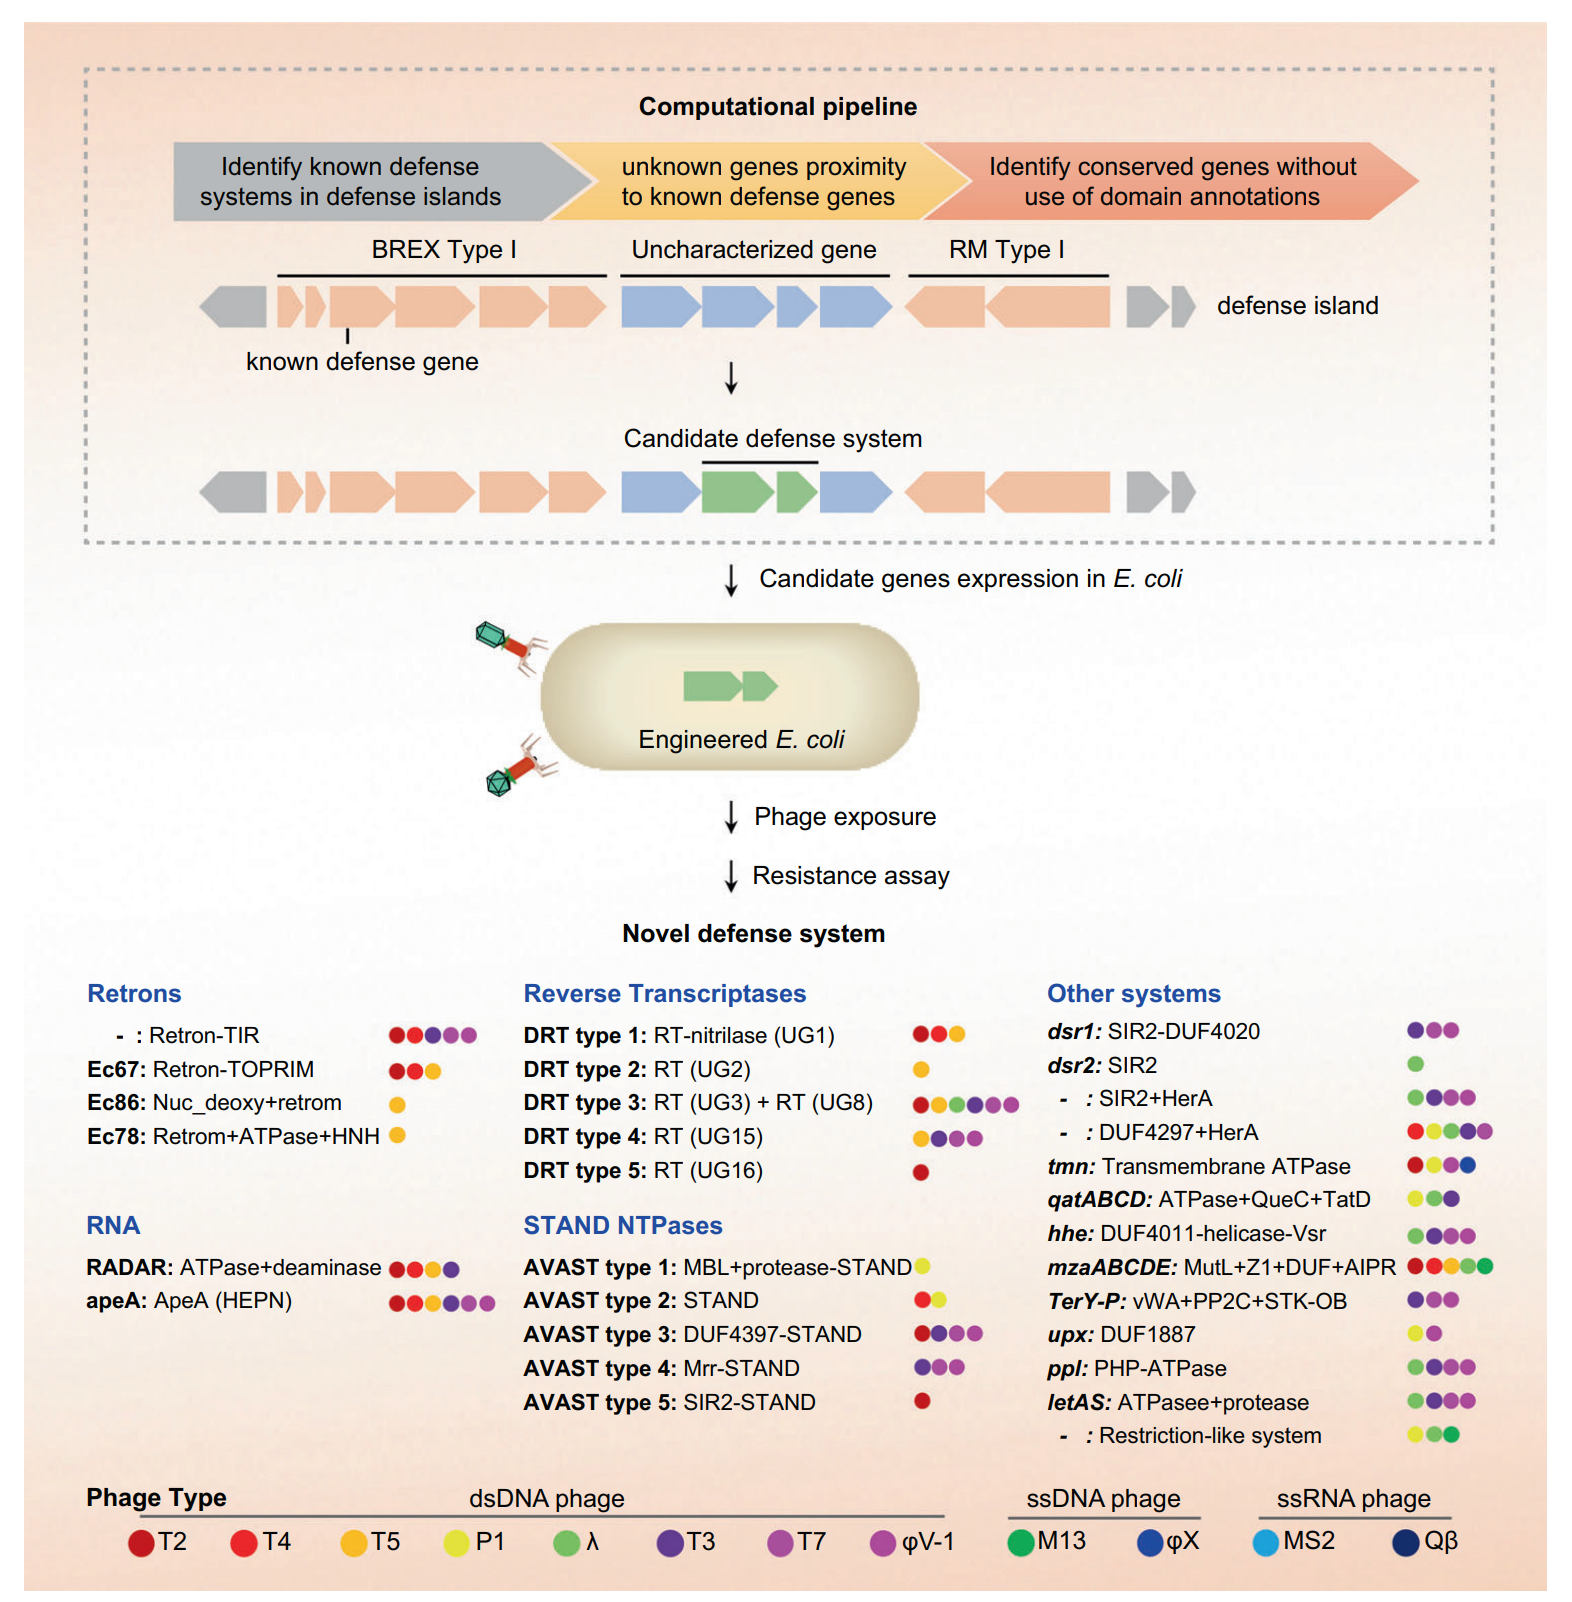 Computational pipeline
Identify known defense
systems in defense islands
unknown genes proximity
to known defense genes
Identify conserved genes without
use of domain annotations
BREX Type I
Uncharacterized gene
RM Type I
defense island
known defense gene
Candidate defense system
Candidate genes expression in E. coli
Engineered E. coli
Phage exposure
Resistance assay
Novel defense system
Retrons
- : Retron-TIR
Ec67: Retron-TOPRIM
Ec86: Nuc_deoxy+retrom
Ec78: Retrom+ATPase+HNH
RNA
RADAR: ATPase+deaminase
apeA: ApeA (HEPN)
Reverse Transcriptases
DRT type 1: RT-nitrilase (UG1)
DRT type 2: RT (UG2)
DRT type 3: RT (UG3) + RT (UG8)
DRT type 4: RT (UG15)
DRT type 5: RT (UG16)
STAND NTPases
AVAST type 1: MBL+protease-STAND
AVAST type 2: STAND
AVAST type 3: DUF4397-STAND
AVAST type 4: Mrr-STAND
AVAST type 5: SIR2-STAND
Other systems
dsr1: SIR2-DUF4020
dsr2: SIR2
- : SIR2+HerA
- : DUF4297+HerA
tmn: Transmembrane ATPase
qatABCD: ATPase+QueC+TatD
hhe: DUF4011-helicase-Vsr
mzaABCDE: MutL+Z1+DUF+AIPR
TerY-P: vWA+PP2C+STK-OB
upx: DUF1887
ppl: PHP-ATPase
letAS: ATPasee+protease
- : Restriction-like system
Phage Type
dsDNA phage
ssDNA phage
ssRNA phage
T2 T4 T5 P1 λ T3 T7 φV-1 M13 φX MS2 Qβ